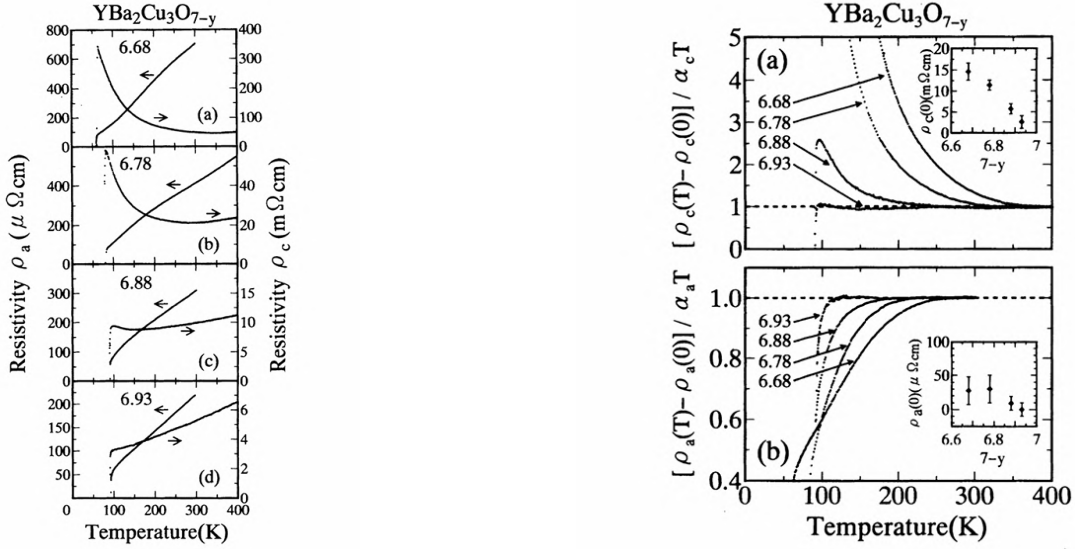 YBa₂Cu₃O₇₋y
Resistivity ρa(μΩcm)
Resistivity ρc(mΩcm)
800 6.68 400
600 300
400 200
200 (a) 100
0 0
6.78
400 40
200 20
(b)
0 0
6.88
300 15
200 10
100 (c) 5
0 0
6.93
200 6
150
4
100
50 (d) 2
0
0 100 200 300 400
Temperature(K)
YBa₂Cu₃O₇₋y
[ρc(T)−ρc(0)]/αcT
5
4
3
2
1
0
(a)
6.68
6.78
6.88
6.93
ρc(0)(mΩcm)
20
15
10
5
0
6.6 6.8 7
7-y
[ρa(T)−ρa(0)]/αaT
1.0
0.8
0.6
0.4
(b)
6.93
6.88
6.78
6.68
ρa(0)(μΩcm)
100
50
0
6.6 6.8 7
7-y
0 100 200 300 400
Temperature(K)